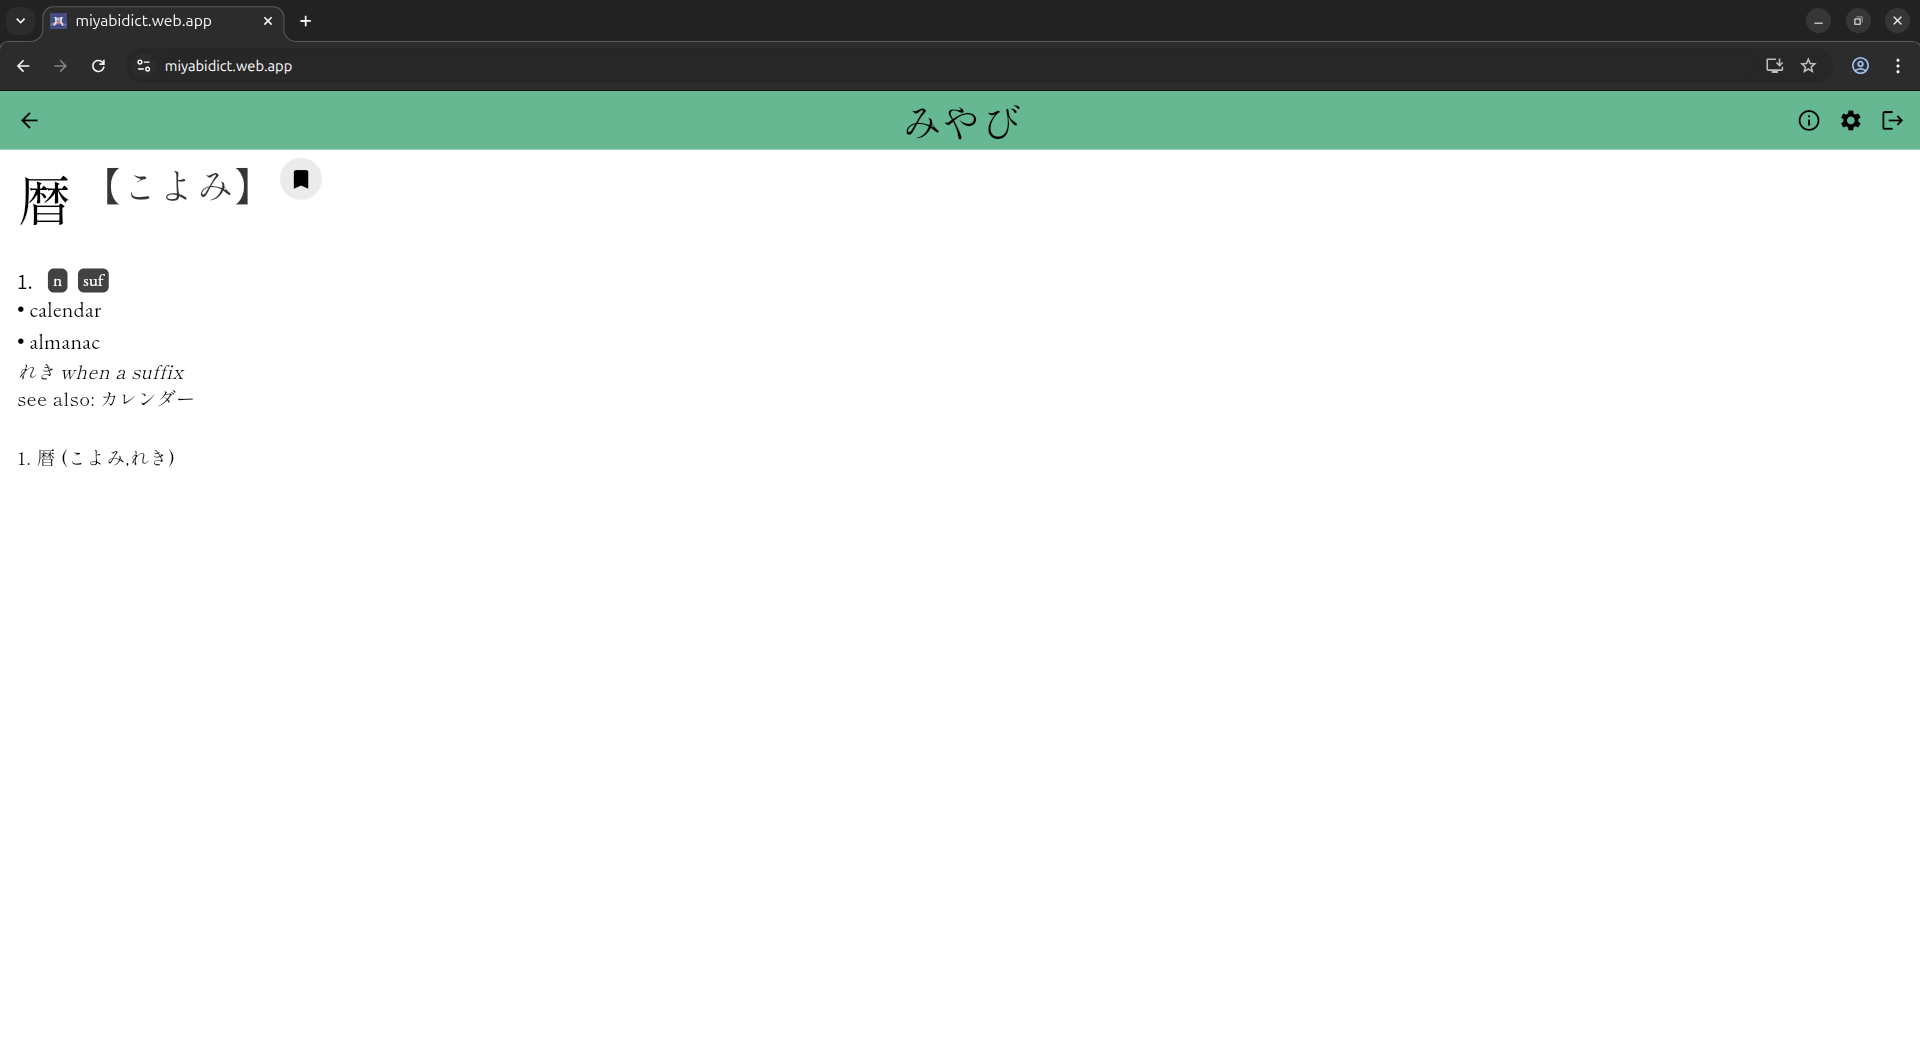 miyabidict.web.app
miyabidict.web.app
みやび
暦 【こよみ】
1. n suf
• calendar
• almanac
れき when a suffix
see also: カレンダー
1. 暦 (こよみ,れき)